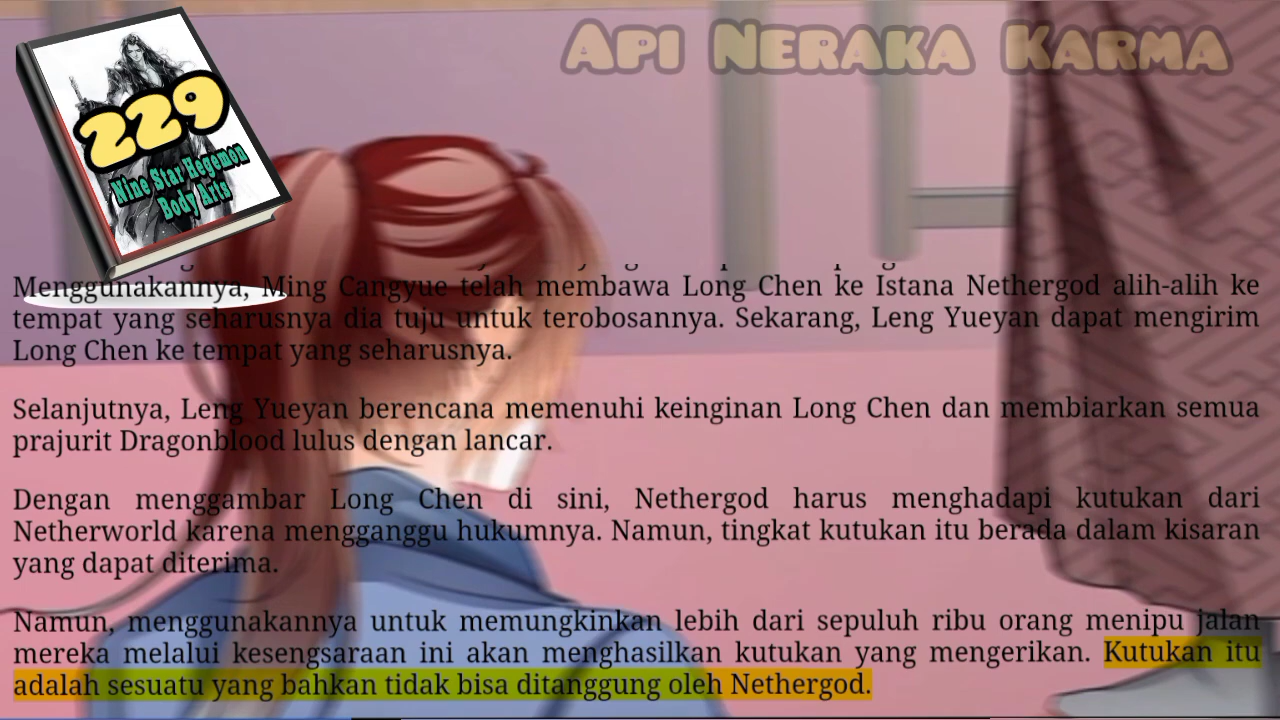 Api Neraka Karma
229
Nine Star Hegemon
Body Arts
Menggunakannya, Ming Cangyue telah membawa Long Chen ke Istana Nethergod alih-alih ke
tempat yang seharusnya dia tuju untuk terobosannya. Sekarang, Leng Yueyan dapat mengirim
Long Chen ke tempat yang seharusnya.
Selanjutnya, Leng Yueyan berencana memenuhi keinginan Long Chen dan membiarkan semua
prajurit Dragonblood lulus dengan lancar.
Dengan menggambar Long Chen di sini, Nethergod harus menghadapi kutukan dari
Netherworld karena mengganggu hukumnya. Namun, tingkat kutukan itu berada dalam kisaran
yang dapat diterima.
Namun, menggunakannya untuk memungkinkan lebih dari sepuluh ribu orang menipu jalan
mereka melalui kesengsaraan ini akan menghasilkan kutukan yang mengerikan. Kutukan itu
adalah sesuatu yang bahkan tidak bisa ditanggung oleh Nethergod.